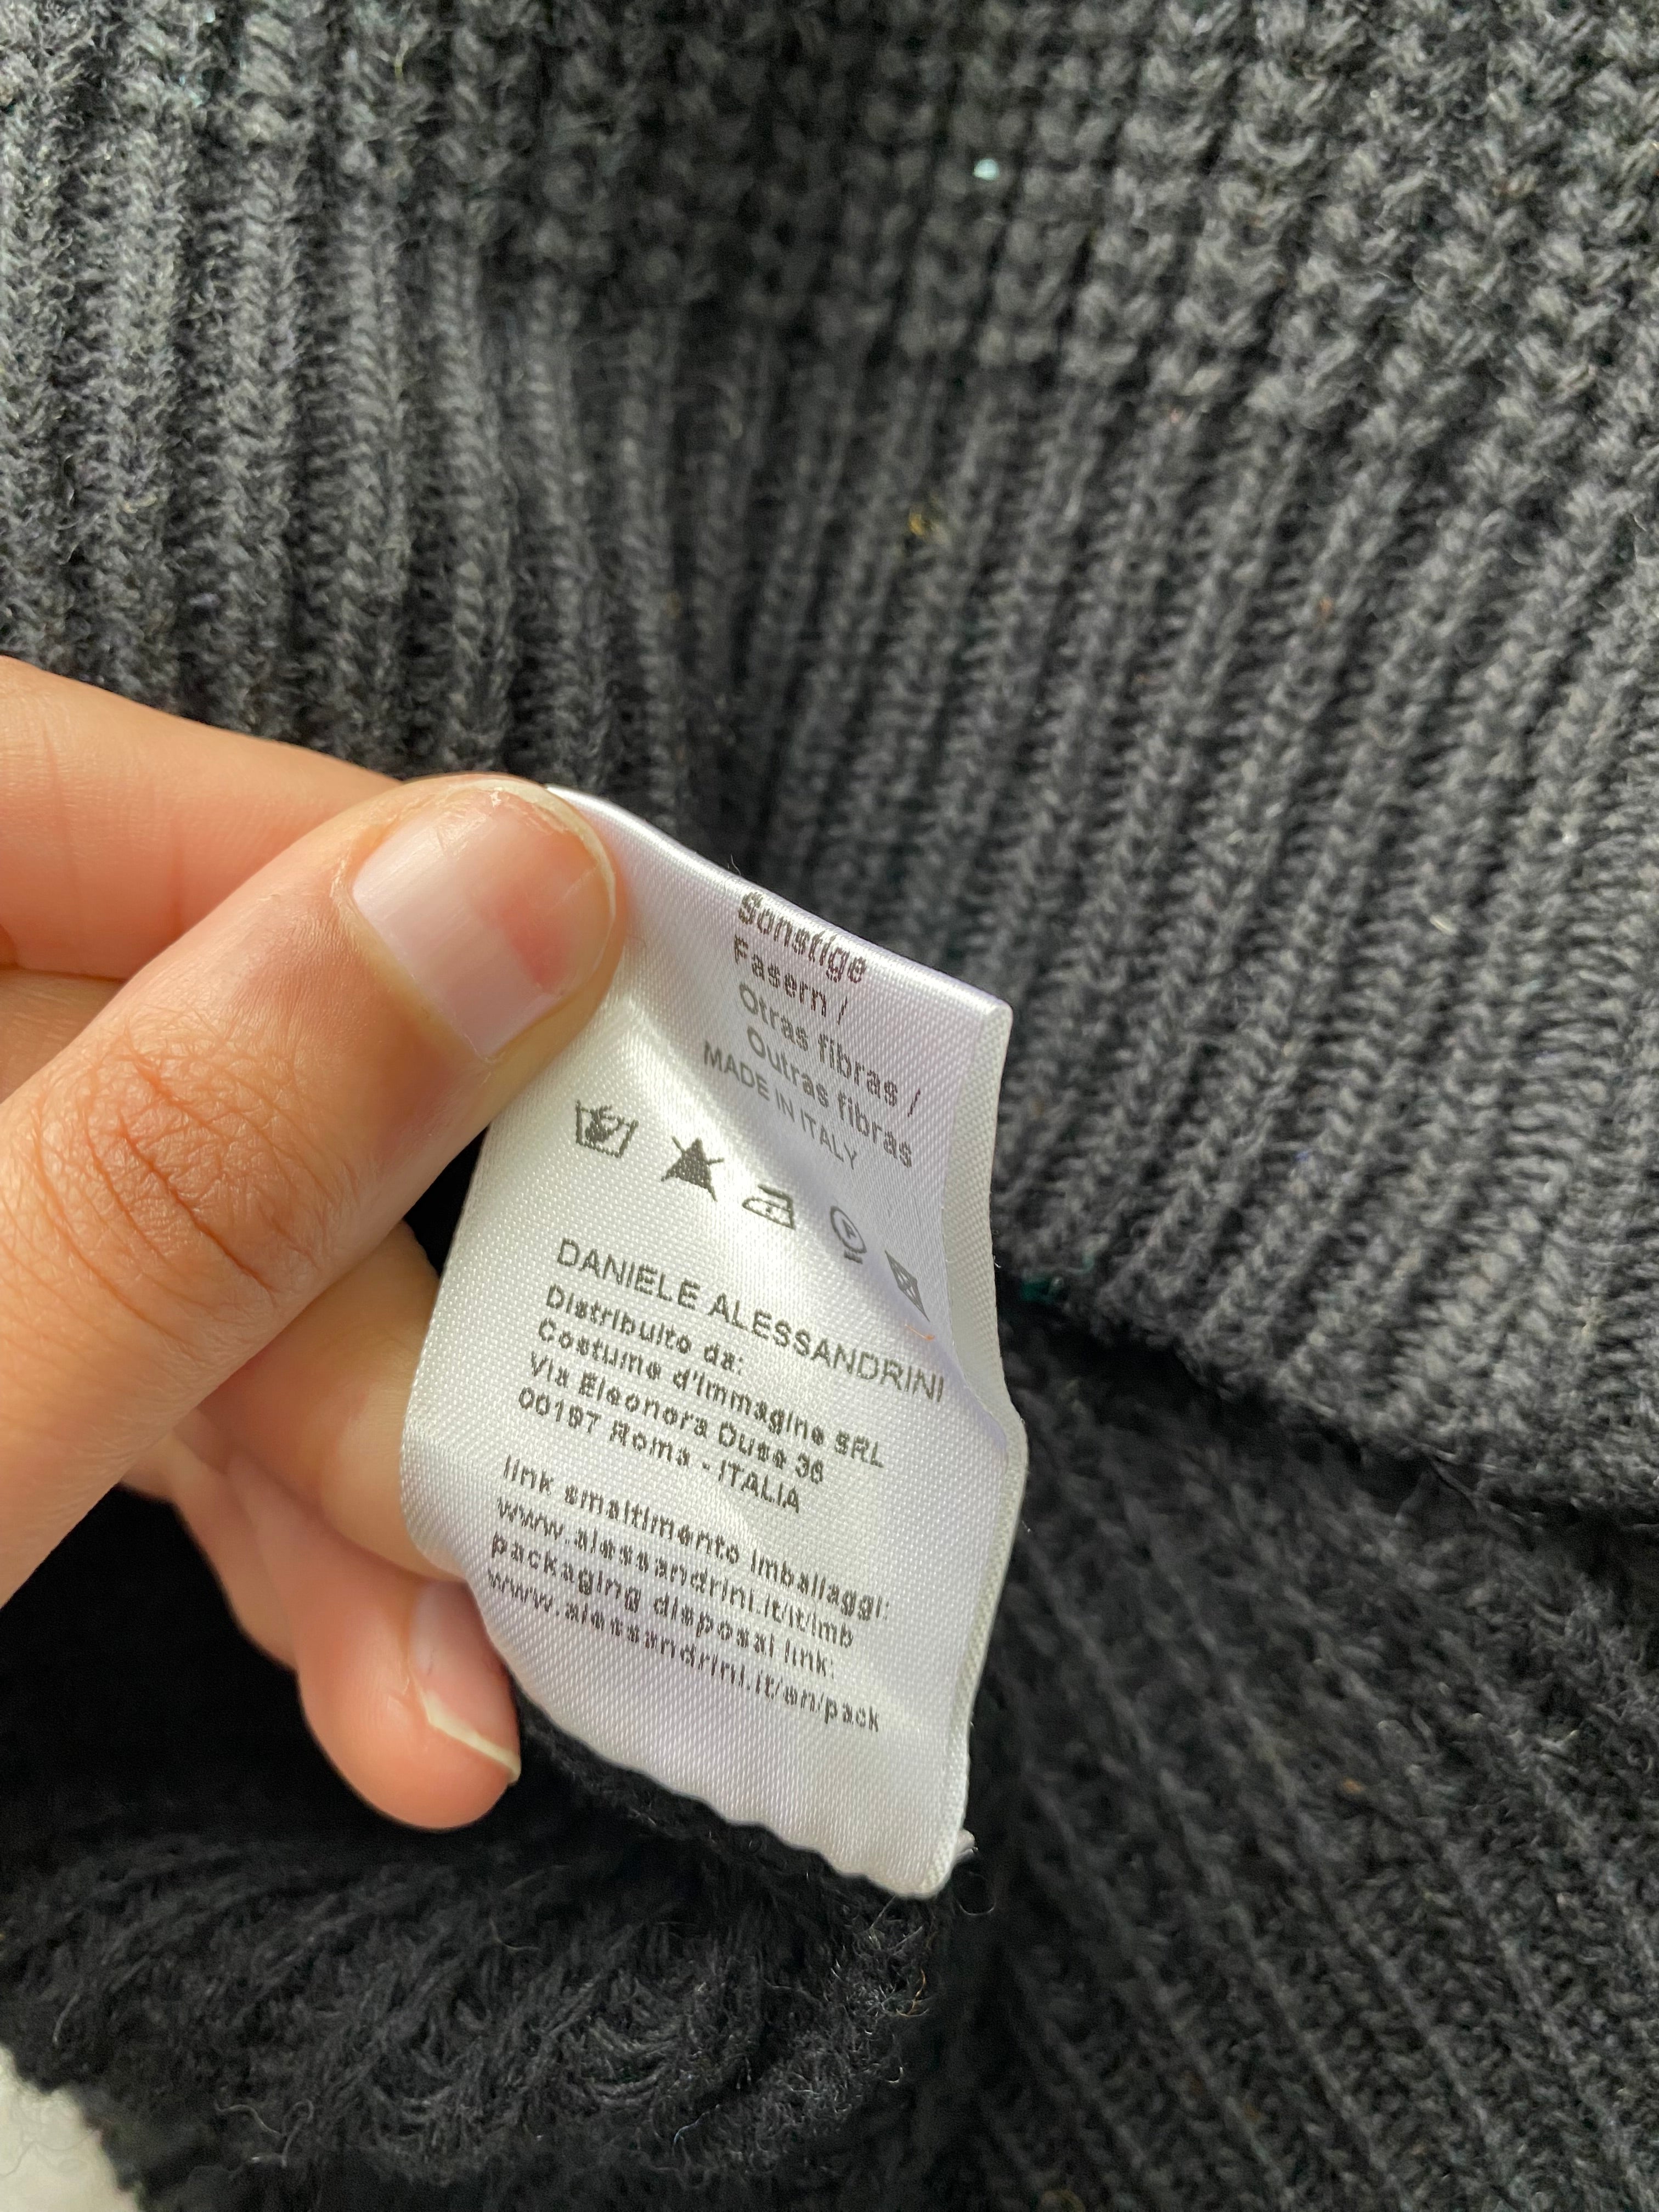 Sonstige
Fasern /
Otras fibras /
Outras fibras
MADE IN ITALY
P
DANIELE ALESSANDRINI
Distribuito da:
Costume d'immagine SRL
Via Eleonora Duse 36
00197 Roma - ITALIA
link smaltimento imballaggi:
www.alessandrini.it/it/imb
packaging disposal link:
www.alessandrini.it/en/pack